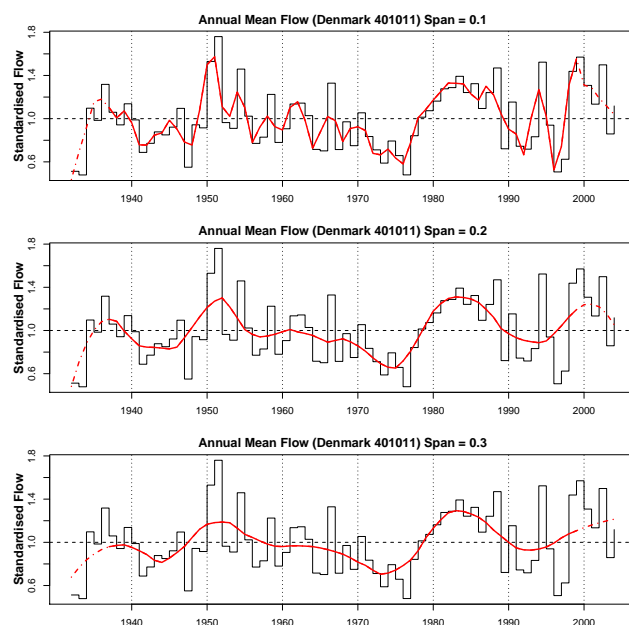 Annual Mean Flow (Denmark 401011) Span = 0.1
Standardised Flow
1.8
1.4
1.0
0.6
1940 1950 1960 1970 1980 1990 2000
Annual Mean Flow (Denmark 401011) Span = 0.2
Standardised Flow
1.8
1.4
1.0
0.6
1940 1950 1960 1970 1980 1990 2000
Annual Mean Flow (Denmark 401011) Span = 0.3
Standardised Flow
1.8
1.4
1.0
0.6
1940 1950 1960 1970 1980 1990 2000